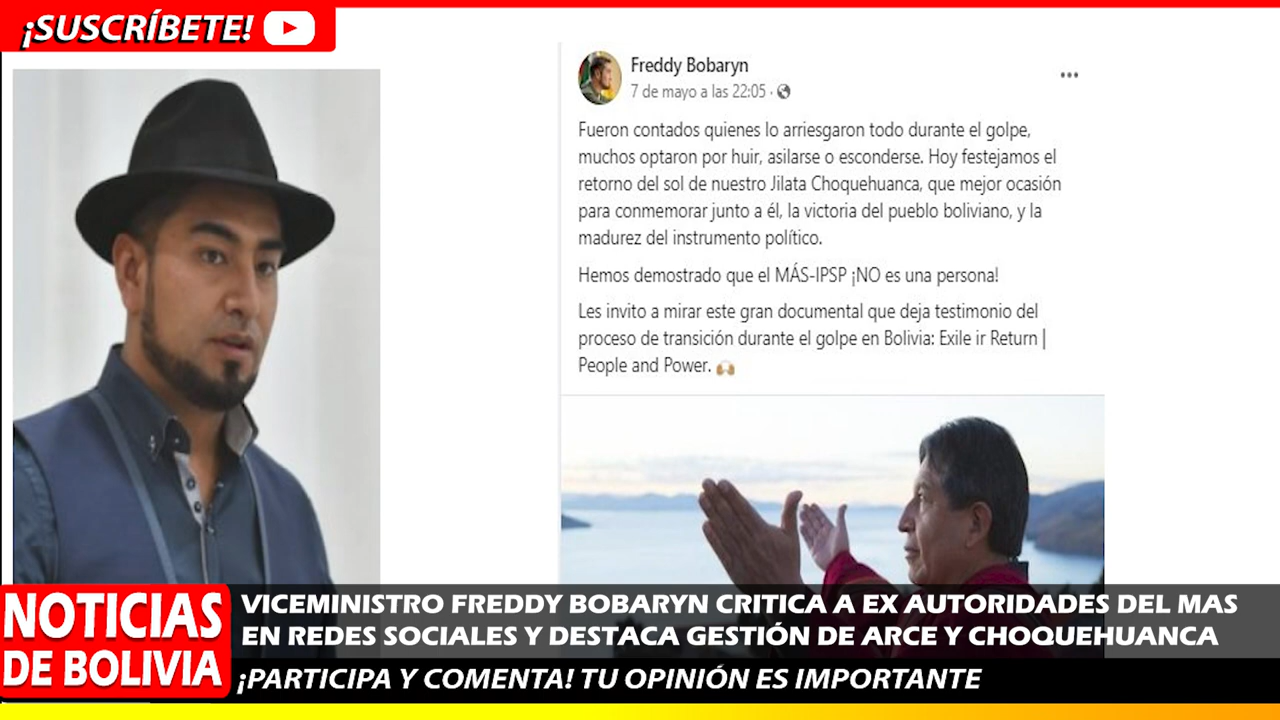 ¡SUSCRÍBETE!
Freddy Bobaryn
7 de mayo a las 22:05 ·
Fueron contados quienes lo arriesgaron todo durante el golpe,
muchos optaron por huir, asilarse o esconderse. Hoy festejamos el
retorno del sol de nuestro Jilata Choquehuanca, que mejor ocasión
para conmemorar junto a él, la victoria del pueblo boliviano, y la
madurez del instrumento político.
Hemos demostrado que el MÁS-IPSP ¡NO es una persona!
Les invito a mirar este gran documental que deja testimonio del
proceso de transición durante el golpe en Bolivia: Exile ir Return |
People and Power.
NOTICIAS
DE BOLIVIA
VICEMINISTRO FREDDY BOBARYN CRITICA A EX AUTORIDADES DEL MAS
EN REDES SOCIALES Y DESTACA GESTIÓN DE ARCE Y CHOQUEHUANCA
¡PARTICIPA Y COMENTA! TU OPINIÓN ES IMPORTANTE